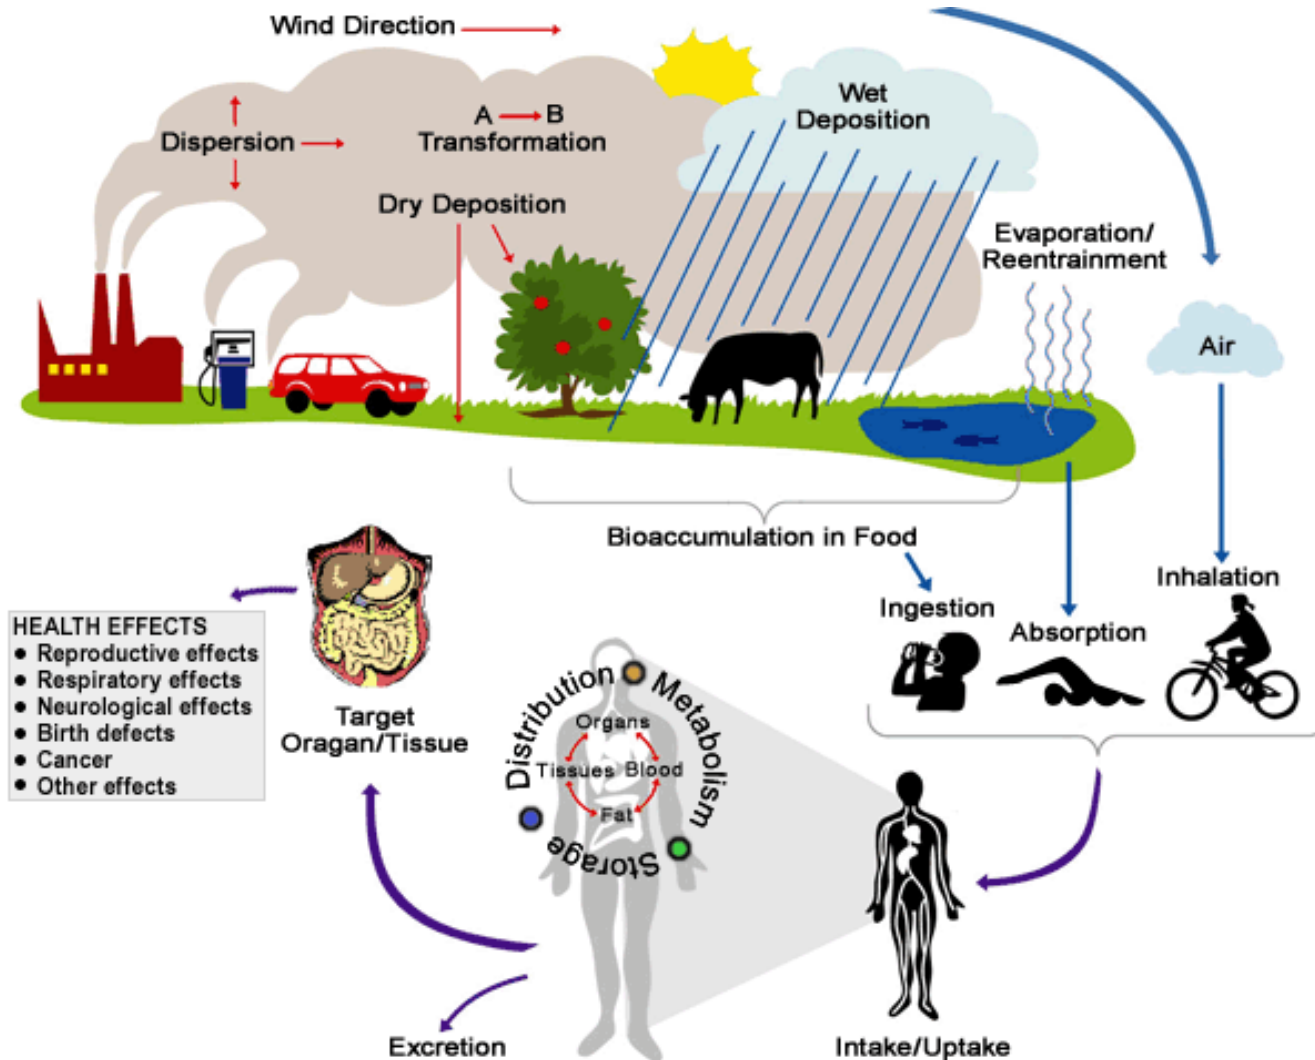 Wind Direction
Wet
Deposition
A B
Transformation
Dispersion
Dry Deposition
Evaporation/
Reentrainment
Air
Bioaccumulation in Food
Ingestion
Absorption
Inhalation
HEALTH EFFECTS
Reproductive effects
Respiratory effects
Neurological effects
Birth defects
Cancer
Other effects
Target
Oragan/Tissue
Distribution
Metabolism
Storage
Organs
Tissues
Blood
Fat
Excretion
Intake/Uptake